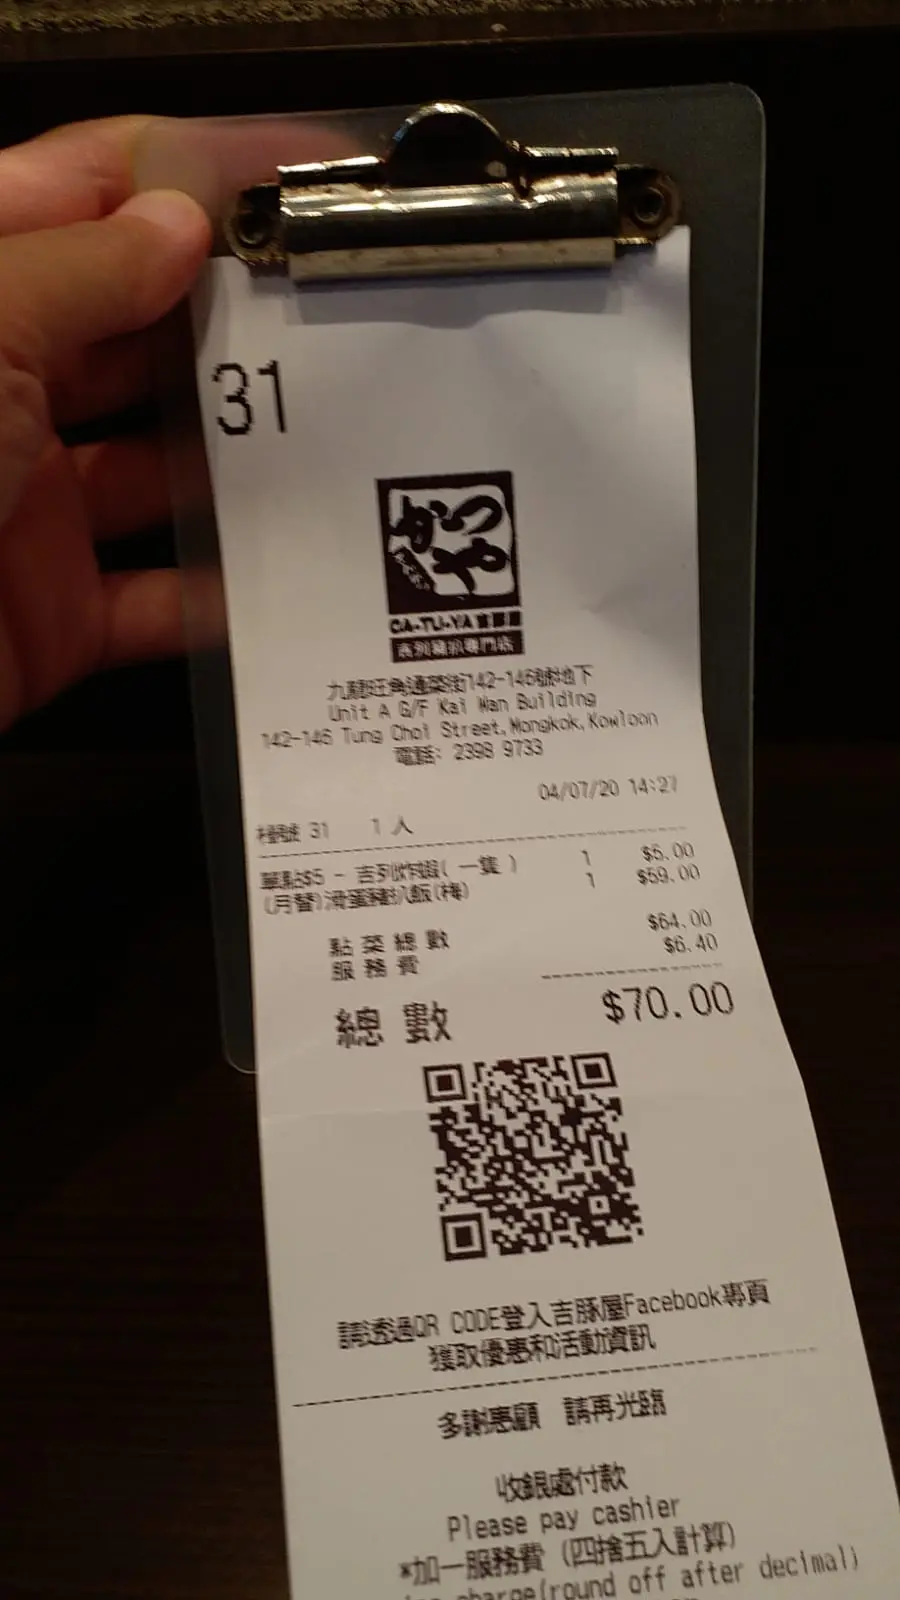 31
かつや
CA・TU・YA吉豚屋
吉列豬扒專門店
九龍旺角通菜街142-146號地下
Unit A G/F Kai Wan Building
142-146 Tung Choi Street,Mongkok,Kowloon
電話: 2398 9733
04/07/20 14:27
檯號 31 1 人
單點$5 - 吉列炸蝦( 一隻 ) 1 $5.00
(月替)滑蛋豬扒飯(梅) 1 $59.00
點菜總數 $64.00
服務費 $6.40
總數 $70.00
請透過QR CODE登入吉豚屋Facebook專頁
獲取優惠和活動資訊
多謝惠顧 請再光臨
收銀處付款
Please pay cashier
*加一服務費 (四捨五入計算)
charge(round off after decimal)